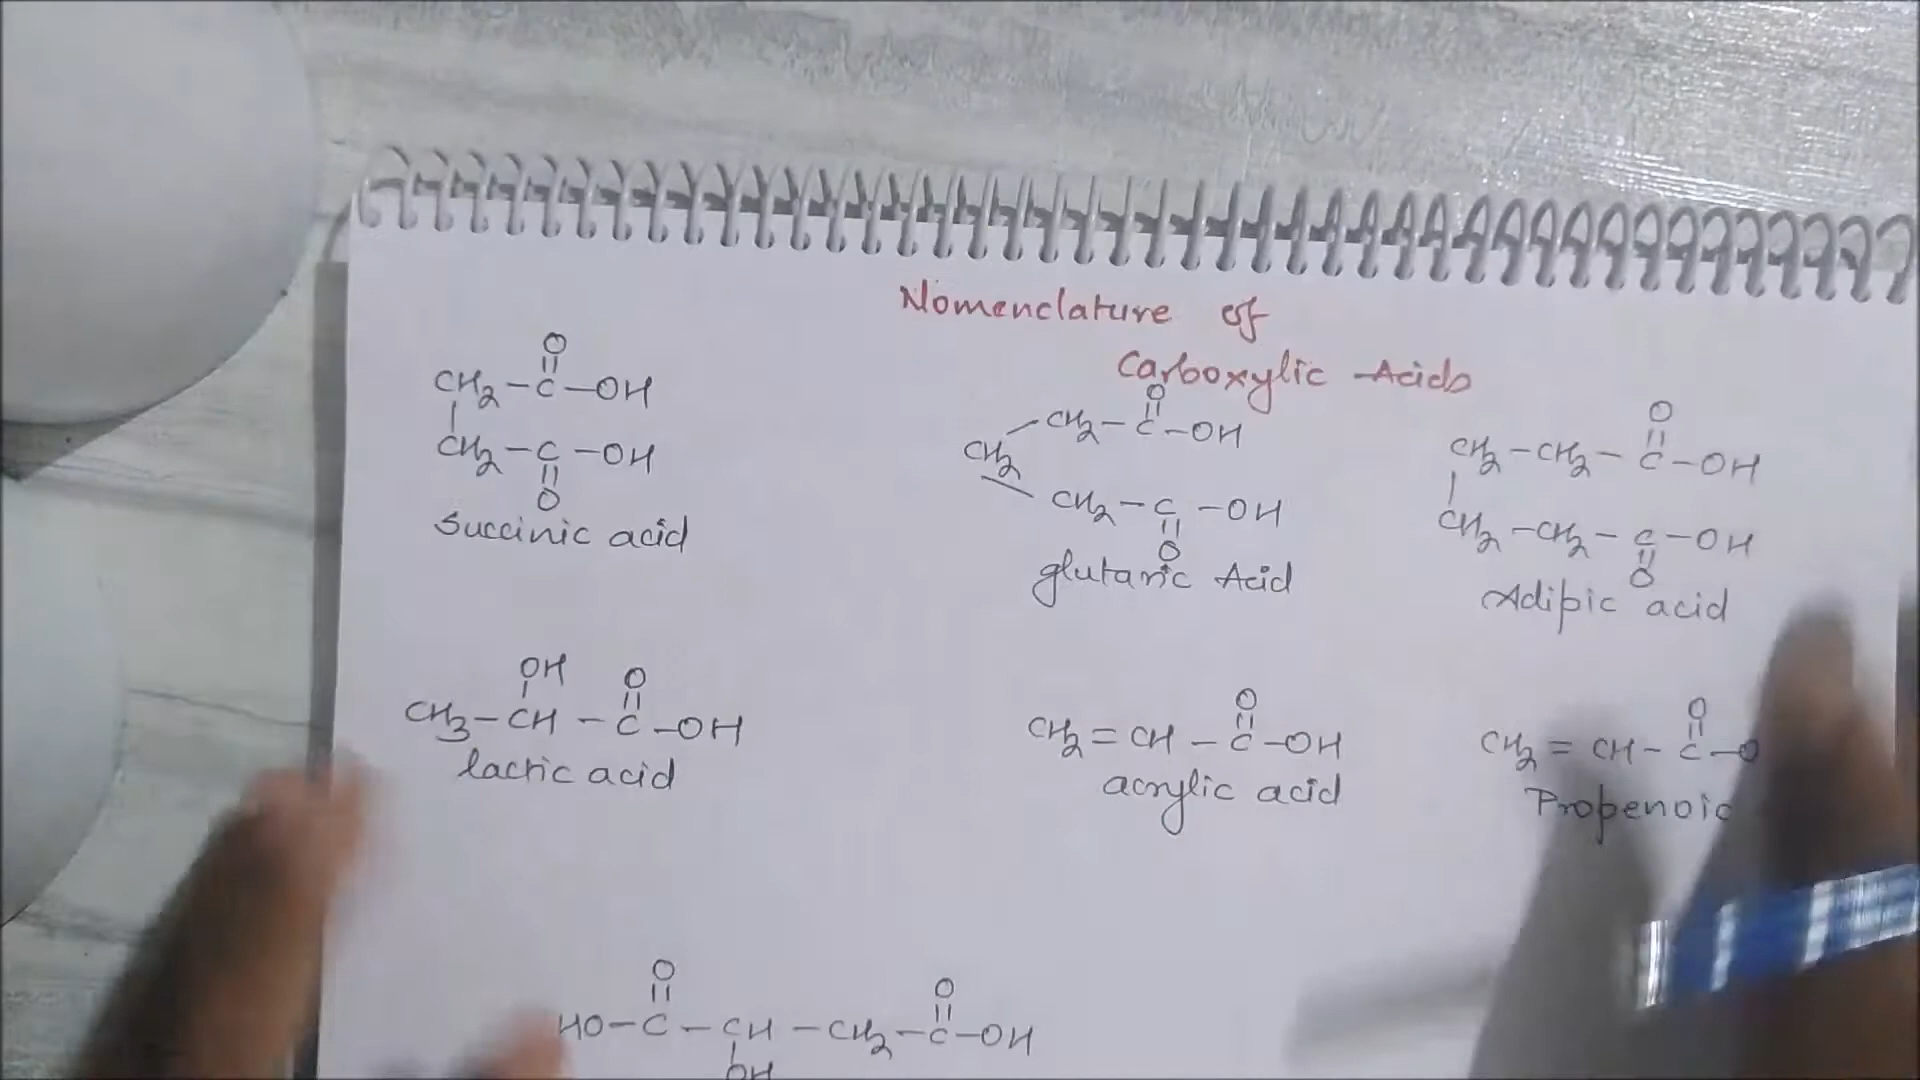 Nomenclature of
Carboxylic Acids
O
||
CH2-C-OH
|
CH2-C-OH
||
O
Succinic acid
O
||
CH2-C-OH
CH2
CH2-C-OH
||
O
glutaric Acid
O
||
CH2-CH2-C-OH
|
CH2-CH2-C-OH
||
O
Adipic acid
OH O
| ||
CH3-CH-C-OH
lactic acid
O
||
CH2=CH-C-OH
acrylic acid
O
||
CH2=CH-C-O
Propenoic
O O
|| ||
HO-C-CH-CH2-C-OH
|
OH